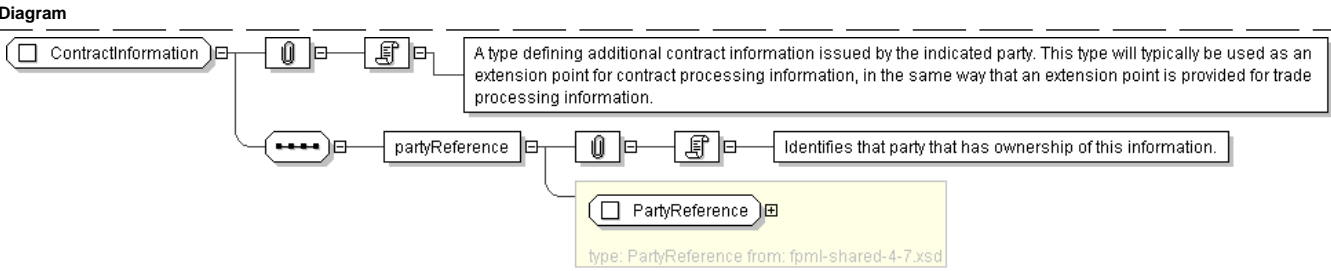 Diagram
ContractInformation
A type defining additional contract information issued by the indicated party. This type will typically be used as an
extension point for contract processing information, in the same way that an extension point is provided for trade
processing information.
partyReference
Identifies that party that has ownership of this information.
PartyReference
type: PartyReference from: fpml-shared-4-7.xsd